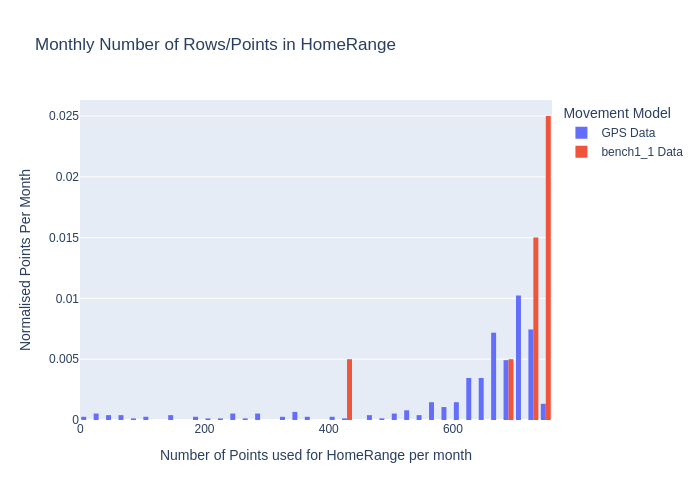 Monthly Number of Rows/Points in HomeRange
Movement Model
GPS Data
bench1_1 Data
Normalised Points Per Month
0.025
0.02
0.015
0.01
0.005
0
0
200
400
600
Number of Points used for HomeRange per month